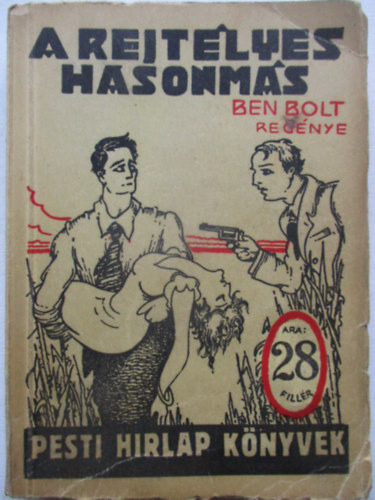 A REJTÉLYES
HASONMÁS
BEN BOLT
REGÉNYE
ÁRA:
28
FILLÉR
PESTI HIRLAP KÖNYVEK